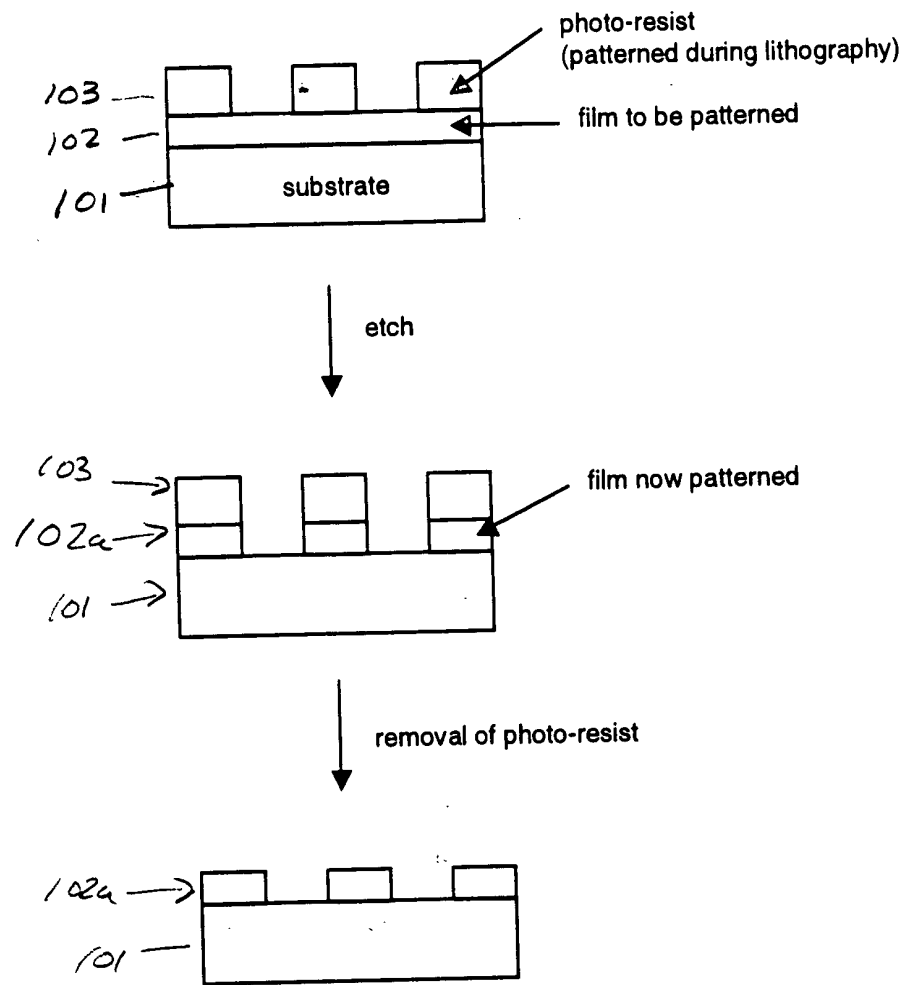 photo-resist
(patterned during lithography)
103
film to be patterned
102
substrate
101
etch
103
film now patterned
102a
101
removal of photo-resist
102a
101